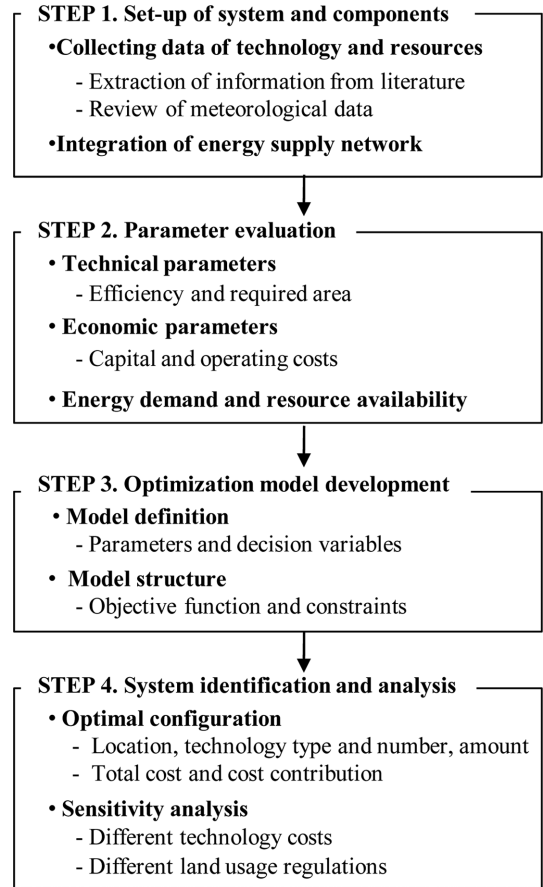 STEP 1. Set-up of system and components
•Collecting data of technology and resources
- Extraction of information from literature
- Review of meteorological data
•Integration of energy supply network
STEP 2. Parameter evaluation
• Technical parameters
- Efficiency and required area
• Economic parameters
- Capital and operating costs
• Energy demand and resource availability
STEP 3. Optimization model development
• Model definition
- Parameters and decision variables
• Model structure
- Objective function and constraints
STEP 4. System identification and analysis
• Optimal configuration
- Location, technology type and number, amount
- Total cost and cost contribution
• Sensitivity analysis
- Different technology costs
- Different land usage regulations